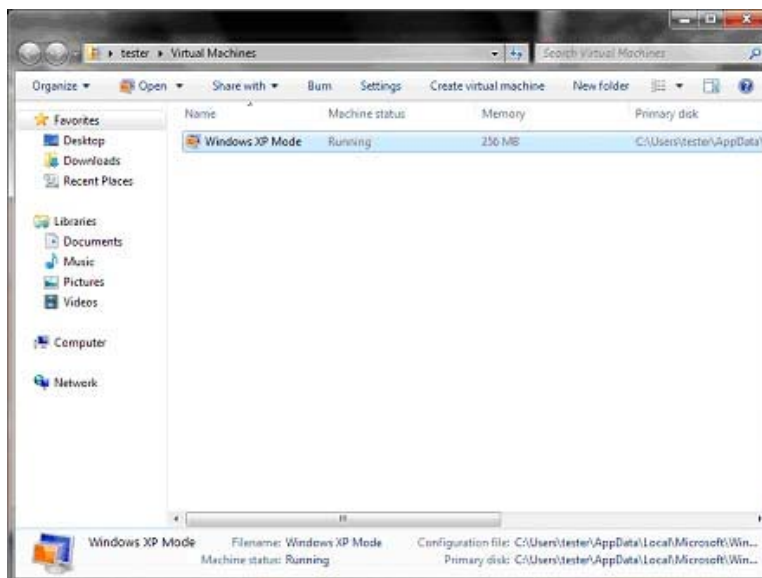 tester Virtual Machines Search Virtual Machines
Organize Open Share with Burn Settings Create virtual machine New folder
Name Machine status Memory Primary disk
Favorites
Windows XP Mode Running 256 MB C:\Users\tester\AppData\
Desktop
Downloads
Recent Places
Libraries
Documents
Music
Pictures
Videos
Computer
Network
Windows XP Mode Filename: Windows XP Mode Configuration file: C:\Users\tester\AppData\Local\Microsoft\Win...
Machine status: Running Primary disk: C:\Users\tester\AppData\Local\Microsoft\Win...